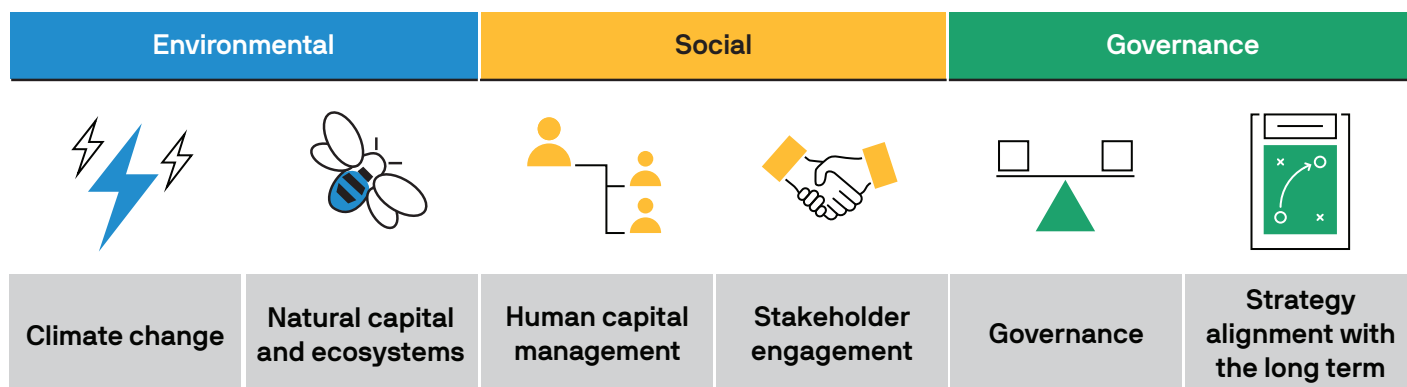 Environmental
Social
Governance
Climate change
Natural capital
and ecosystems
Human capital
management
Stakeholder
engagement
Governance
Strategy
alignment with
the long term